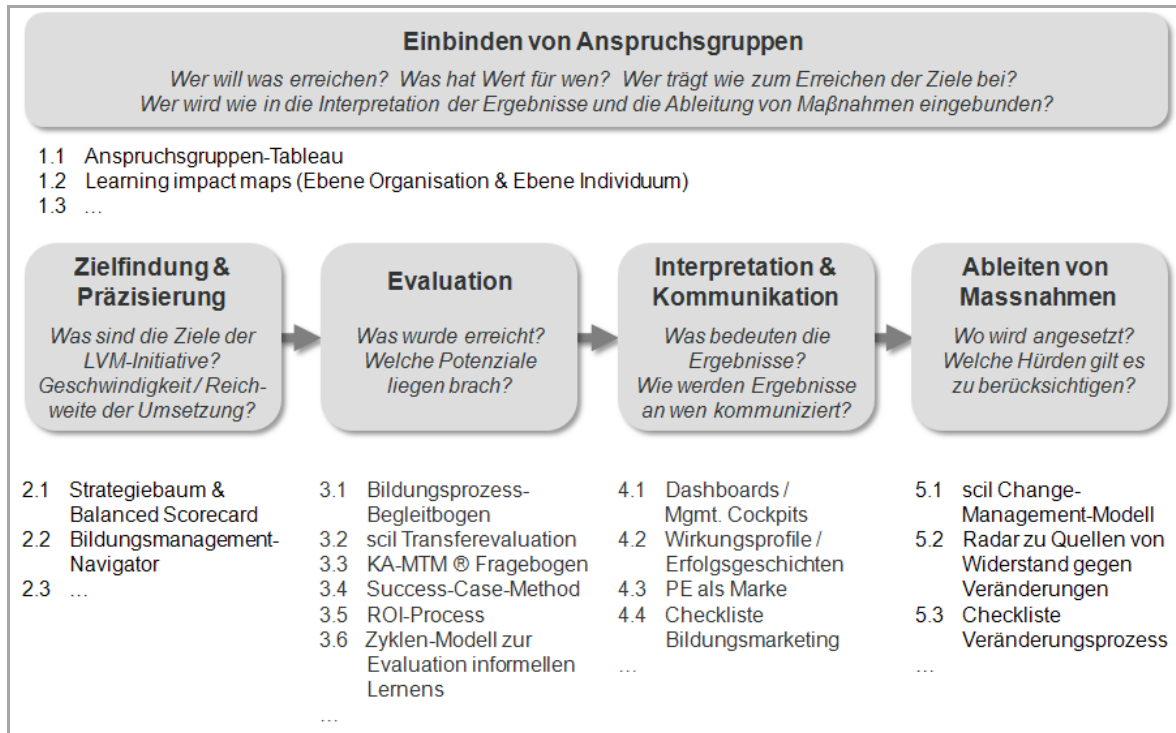 Einbinden von Anspruchsgruppen
Wer will was erreichen? Was hat Wert für wen? Wer trägt wie zum Erreichen der Ziele bei?
Wer wird wie in die Interpretation der Ergebnisse und die Ableitung von Maßnahmen eingebunden?
1.1 Anspruchsgruppen-Tableau
1.2 Learning impact maps (Ebene Organisation & Ebene Individuum)
1.3 ...
Zielfindung &
Präzisierung
Was sind die Ziele der
LVM-Initiative?
Geschwindigkeit / Reich-
weite der Umsetzung?
Evaluation
Was wurde erreicht?
Welche Potenziale
liegen brach?
Interpretation &
Kommunikation
Was bedeuten die
Ergebnisse?
Wie werden Ergebnisse
an wen kommuniziert?
Ableiten von
Massnahmen
Wo wird angesetzt?
Welche Hürden gilt es
zu berücksichtigen?
2.1 Strategiebaum &
Balanced Scorecard
2.2 Bildungsmanagement-
Navigator
2.3 ...
3.1 Bildungsprozess-
Begleitbogen
3.2 scil Transferevaluation
3.3 KA-MTM ® Fragebogen
3.4 Success-Case-Method
3.5 ROI-Process
3.6 Zyklen-Modell zur
Evaluation informellen
Lernens
...
4.1 Dashboards /
Mgmt. Cockpits
4.2 Wirkungsprofile /
Erfolgsgeschichten
4.3 PE als Marke
4.4 Checkliste
Bildungsmarketing
...
5.1 scil Change-
Management-Modell
5.2 Radar zu Quellen von
Widerstand gegen
Veränderungen
5.3 Checkliste
Veränderungsprozess
...